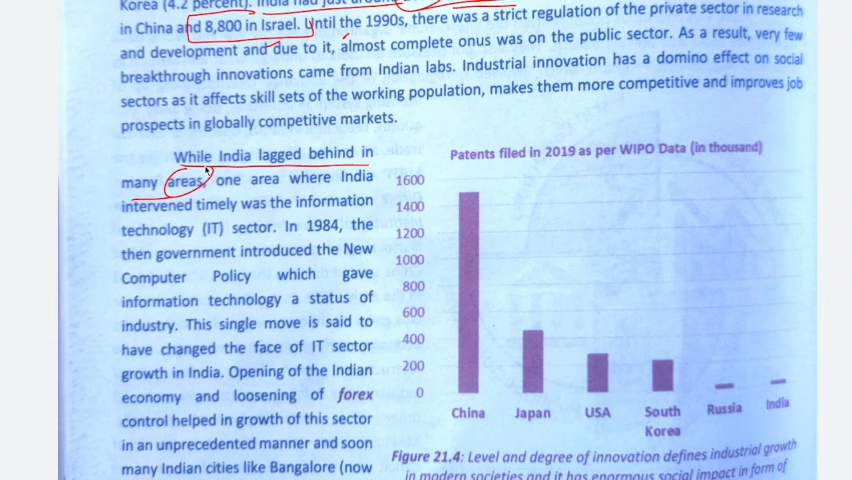 Korea (4.2 percent). India had just
in China and 8,800 in Israel. Until the 1990s, there was a strict regulation of the private sector in research
and development and due to it, almost complete onus was on the public sector. As a result, very few
breakthrough innovations came from Indian labs. Industrial innovation has a domino effect on social
sectors as it affects skill sets of the working population, makes them more competitive and improves job
prospects in globally competitive markets.
While India lagged behind in
many areas, one area where India
intervened timely was the information
technology (IT) sector. In 1984, the
then government introduced the New
Computer Policy which gave
information technology a status of
industry. This single move is said to
have changed the face of IT sector
growth in India. Opening of the Indian
economy and loosening of forex
control helped in growth of this sector
in an unprecedented manner and soon
many Indian cities like Bangalore (now
Patents filed in 2019 as per WIPO Data (in thousand)
1600
1400
1200
1000
800
600
400
200
0
China Japan USA South Korea Russia India
Figure 21.4: Level and degree of innovation defines industrial growth
in modern societies and it has enormous social impact in form of